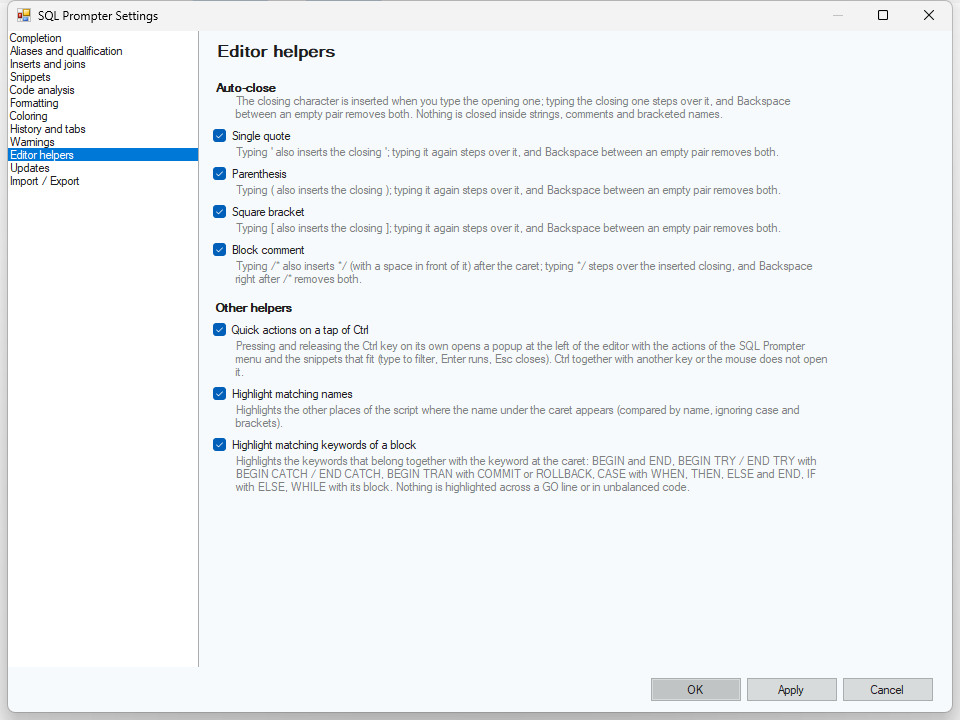 SQL Prompter Settings
Completion
Aliases and qualification
Inserts and joins
Snippets
Code analysis
Formatting
Coloring
History and tabs
Warnings
Editor helpers
Updates
Import / Export
Editor helpers
Auto-close
The closing character is inserted when you type the opening one; typing the closing one steps over it, and Backspace
between an empty pair removes both. Nothing is closed inside strings, comments and bracketed names.
Single quote
Typing ' also inserts the closing '; typing it again steps over it, and Backspace between an empty pair removes both.
Parenthesis
Typing ( also inserts the closing ); typing it again steps over it, and Backspace between an empty pair removes both.
Square bracket
Typing [ also inserts the closing ]; typing it again steps over it, and Backspace between an empty pair removes both.
Block comment
Typing /* also inserts */ (with a space in front of it) after the caret; typing */ steps over the inserted closing, and Backspace
right after /* removes both.
Other helpers
Quick actions on a tap of Ctrl
Pressing and releasing the Ctrl key on its own opens a popup at the left of the editor with the actions of the SQL Prompter
menu and the snippets that fit (type to filter, Enter runs, Esc closes). Ctrl together with another key or the mouse does not open
it.
Highlight matching names
Highlights the other places of the script where the name under the caret appears (compared by name, ignoring case and
brackets).
Highlight matching keywords of a block
Highlights the keywords that belong together with the keyword at the caret: BEGIN and END, BEGIN TRY / END TRY with
BEGIN CATCH / END CATCH, BEGIN TRAN with COMMIT or ROLLBACK, CASE with WHEN, THEN, ELSE and END, IF
with ELSE, WHILE with its block. Nothing is highlighted across a GO line or in unbalanced code.
OK
Apply
Cancel